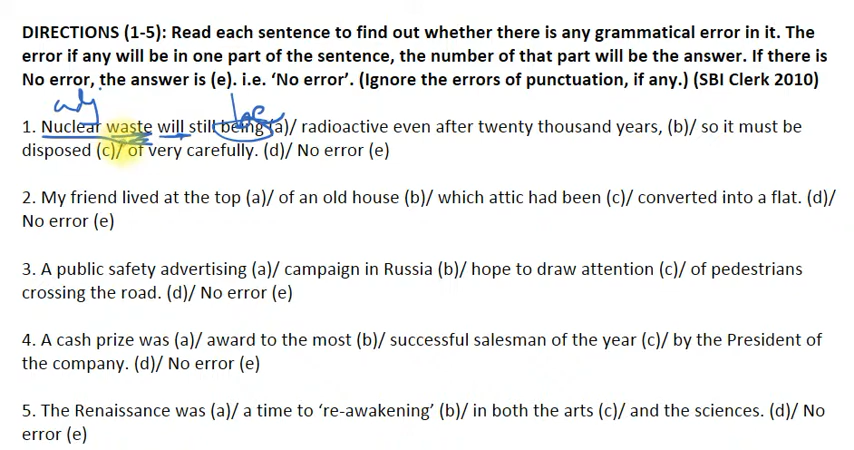 DIRECTIONS (1-5): Read each sentence to find out whether there is any grammatical error in it. The
error if any will be in one part of the sentence, the number of that part will be the answer. If there is
No error, the answer is (e). i.e. ‘No error’. (Ignore the errors of punctuation, if any.) (SBI Clerk 2010)
adj be
1. Nuclear waste will still being (a)/ radioactive even after twenty thousand years, (b)/ so it must be
disposed (c)/ of very carefully. (d)/ No error (e)
2. My friend lived at the top (a)/ of an old house (b)/ which attic had been (c)/ converted into a flat. (d)/
No error (e)
3. A public safety advertising (a)/ campaign in Russia (b)/ hope to draw attention (c)/ of pedestrians
crossing the road. (d)/ No error (e)
4. A cash prize was (a)/ award to the most (b)/ successful salesman of the year (c)/ by the President of
the company. (d)/ No error (e)
5. The Renaissance was (a)/ a time to ‘re-awakening’ (b)/ in both the arts (c)/ and the sciences. (d)/ No
error (e)